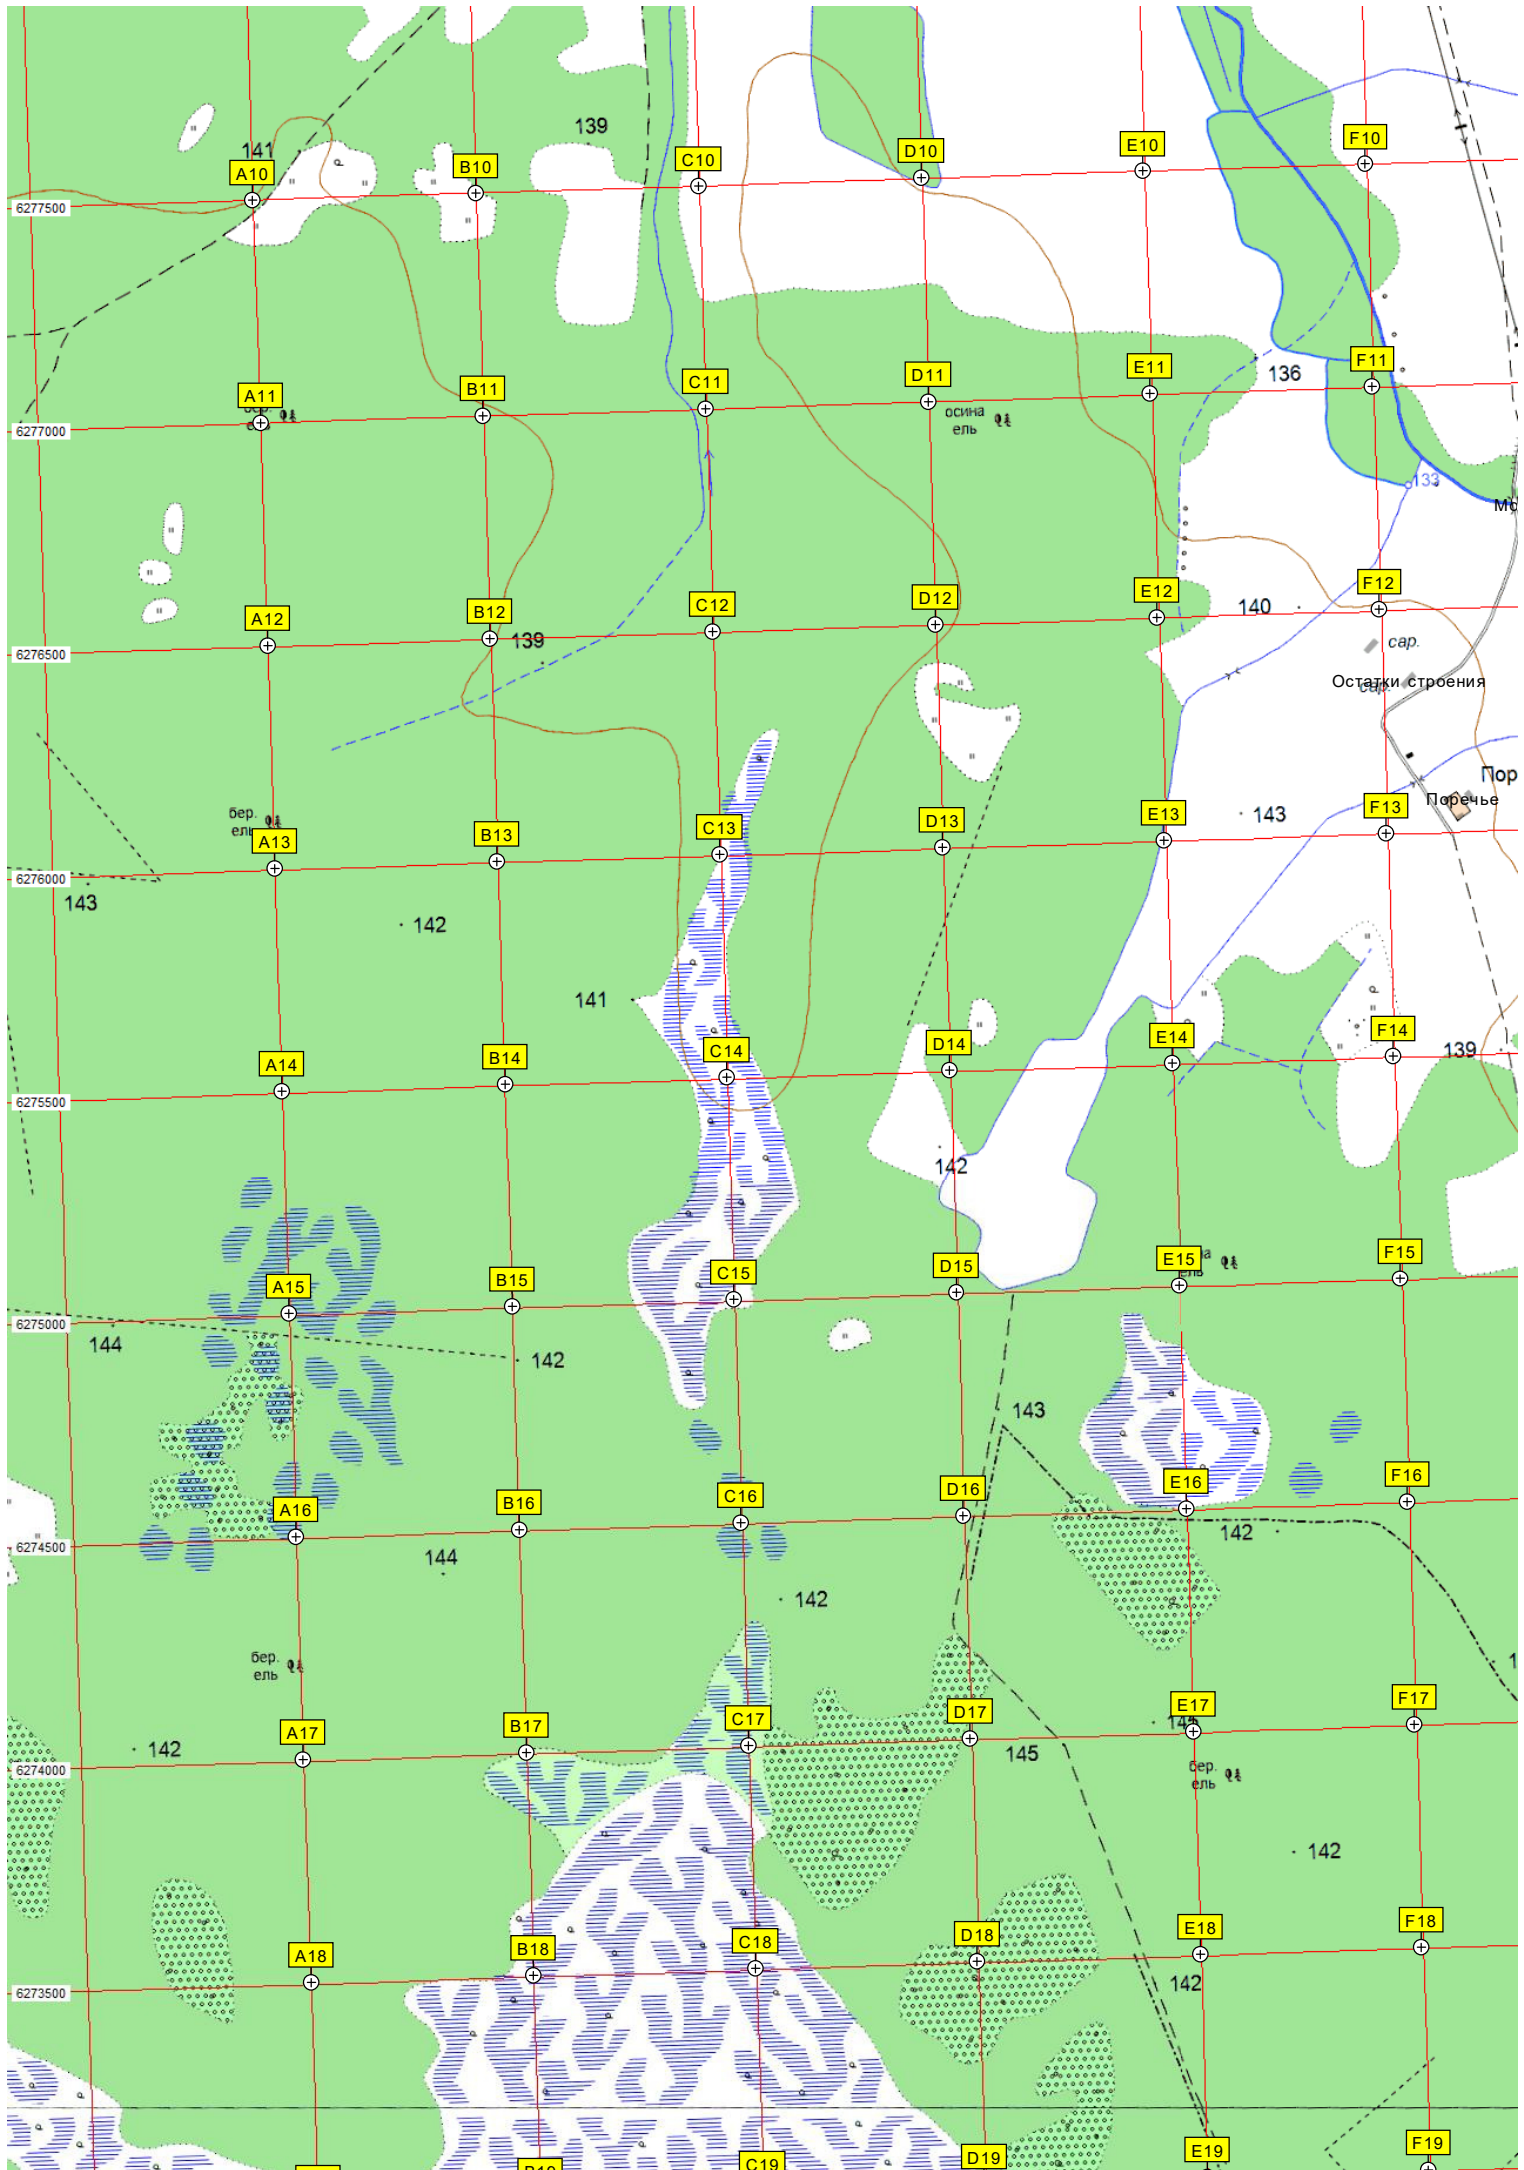 139
141
A10
B10
C10
D10
E10
F10
6277500
136
A11
B11
C11
D11
E11
F11
осина
ель
ель
6277000
133
A12
B12
C12
D12
E12
F12
139
140
6276500
сар.
Остатки строения
сар.
Поречье
бер.
ель
A13
B13
C13
D13
E13
F13
143
6276000
143
142
141
A14
B14
C14
D14
E14
F14
139
6275500
142
A15
B15
C15
D15
E15
F15
ель
6275000
144
142
143
A16
B16
C16
D16
E16
F16
142
6274500
144
142
бер.
ель
A17
B17
C17
D17
E17
F17
142
145
6274000
бер.
ель
142
A18
B18
C18
D18
E18
F18
142
6273500
C19
D19
E19
F19